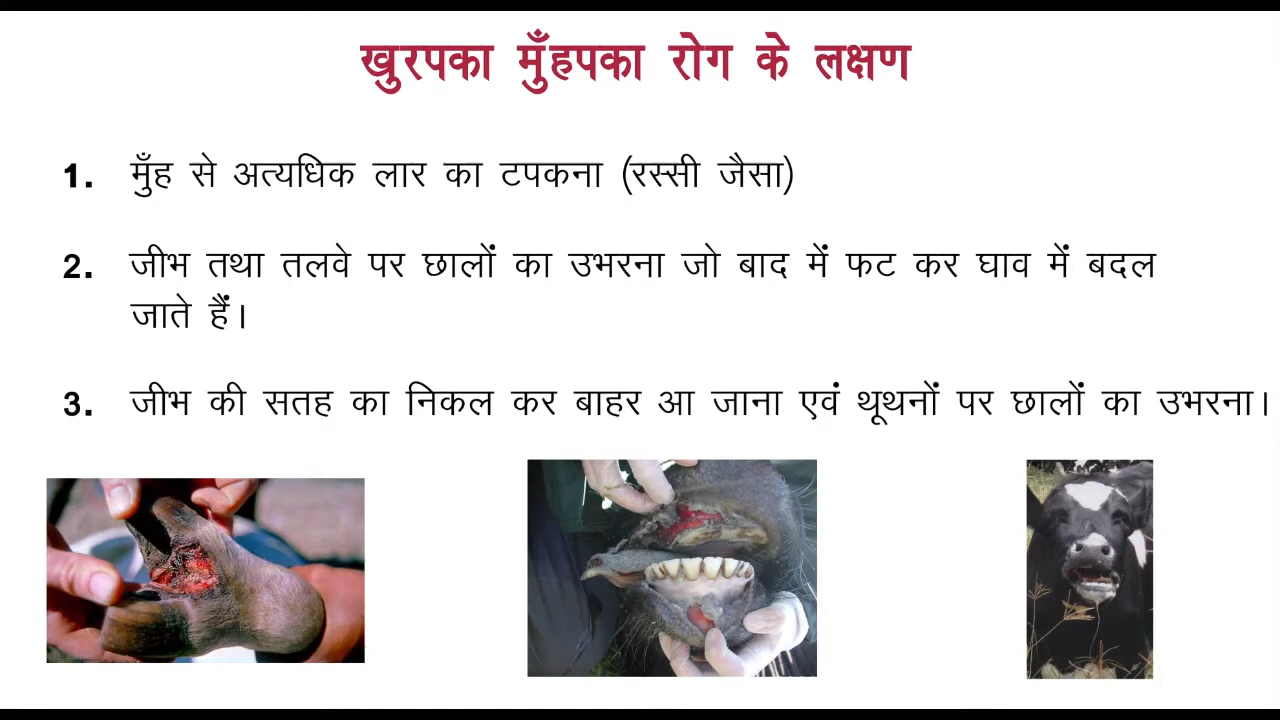 खुरपका मुँहपका रोग के लक्षण
1. मुँह से अत्यधिक लार का टपकना (रस्सी जैसा)
2. जीभ तथा तलवे पर छालों का उभरना जो बाद में फट कर घाव में बदल
जाते हैं।
3. जीभ की सतह का निकल कर बाहर आ जाना एवं थूथनों पर छालों का उभरना।